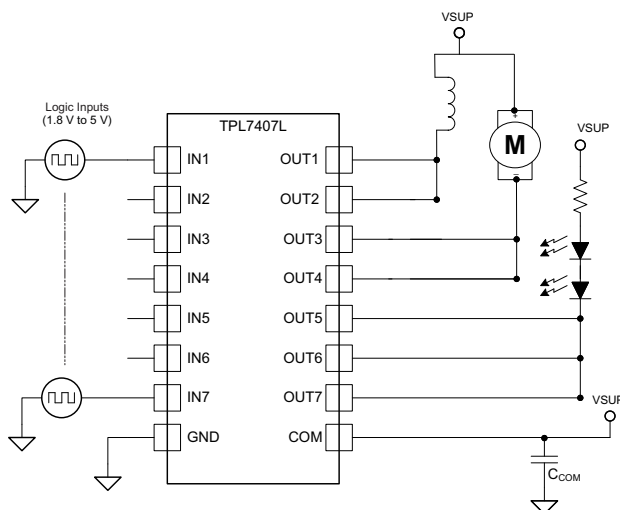 VSUP
Logic Inputs
(1.8 V to 5 V)
TPL7407L
+
M
-
VSUP
IN1 OUT1
IN2 OUT2
IN3 OUT3
IN4 OUT4
IN5 OUT5
IN6 OUT6
IN7 OUT7
VSUP
GND COM
CCOM